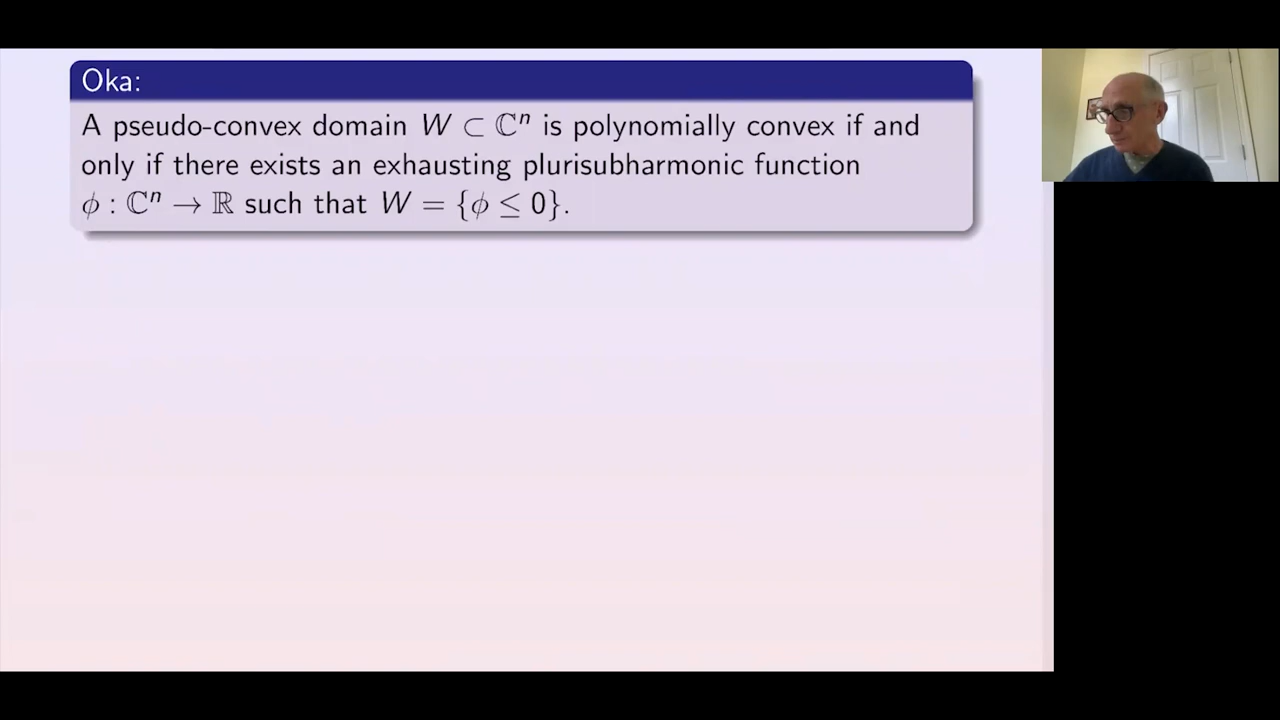 Oka:
A pseudo-convex domain W ⊂ ℂⁿ is polynomially convex if and
only if there exists an exhausting plurisubharmonic function
ϕ : ℂⁿ → ℝ such that W = {ϕ ≤ 0}.